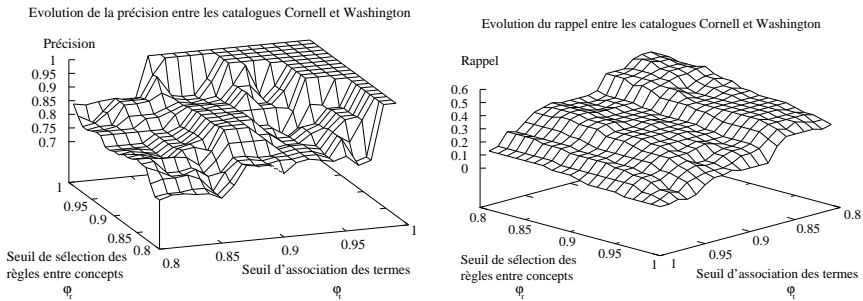 Evolution de la précision entre les catalogues Cornell et Washington
Précision
1
0.95
0.9
0.85
0.8
0.75
0.7
1
0.95
0.9
0.85
0.8
0.8
0.85
0.9
0.95
1
Seuil de sélection des
règles entre concepts
φr
Seuil d'association des termes
φt
Evolution du rappel entre les catalogues Cornell et Washington
Rappel
0.6
0.5
0.4
0.3
0.2
0.1
0
0.8
0.85
0.9
0.95
1
1
0.95
0.9
0.85
0.8
Seuil de sélection des
règles entre concepts
φr
Seuil d'association des termes
φt